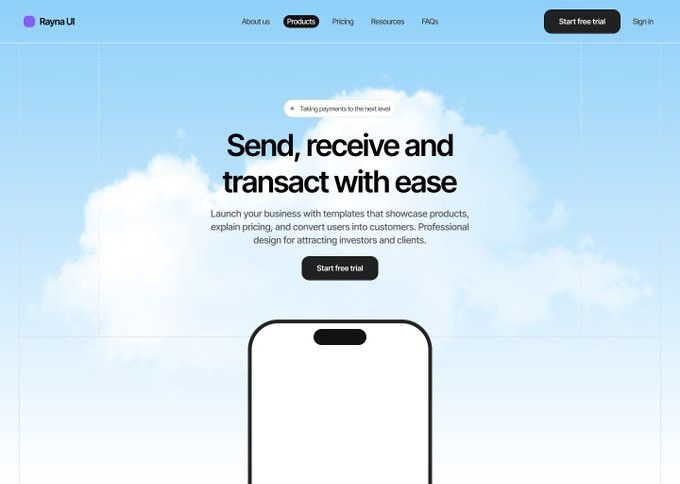 Rayna UI
About us
Products
Pricing
Resources
FAQs
Start free trial
Sign in
Taking payments to the next level
Send, receive and
transact with ease
Launch your business with templates that showcase products,
explain pricing, and convert users into customers. Professional
design for attracting investors and clients.
Start free trial